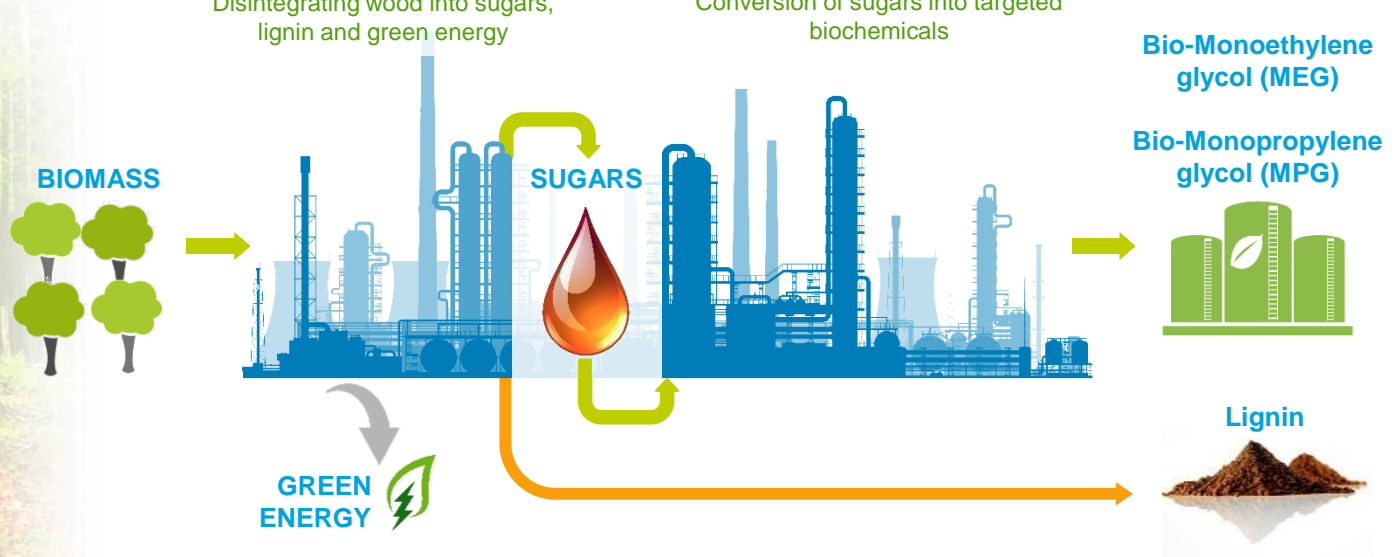 Disintegrating wood into sugars,
lignin and green energy
Conversion of sugars into targeted
biochemicals
Bio-Monoethylene
glycol (MEG)
Bio-Monopropylene
glycol (MPG)
BIOMASS
SUGARS
Lignin
GREEN
ENERGY